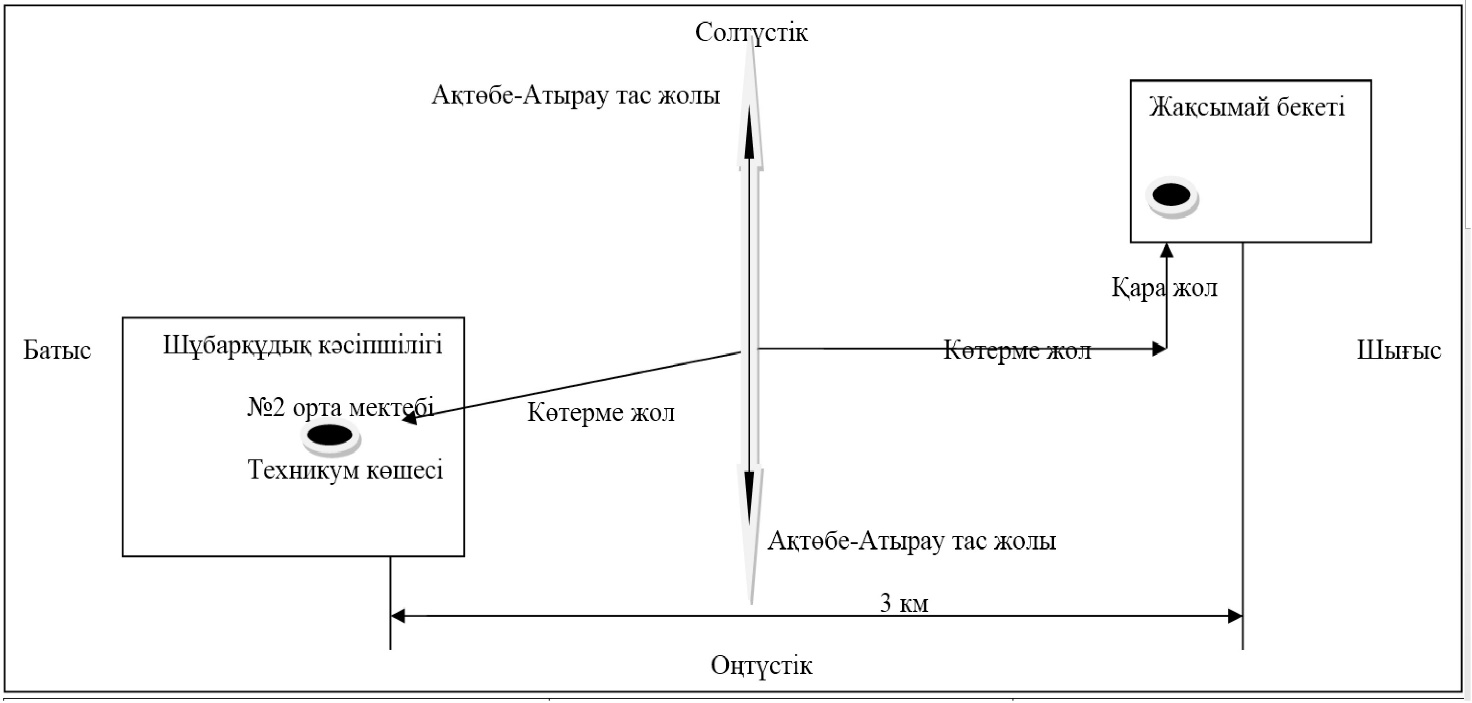 Солтүстік
Ақтөбе-Атырау тас жолы
Жақсымай бекеті
Қара жол
Батыс
Шұбарқұдық кәсіпшілігі
Көтерме жол
Шығыс
№2 орта мектебі
Көтерме жол
Техникум көшесі
Ақтөбе-Атырау тас жолы
3 км
Оңтүстік